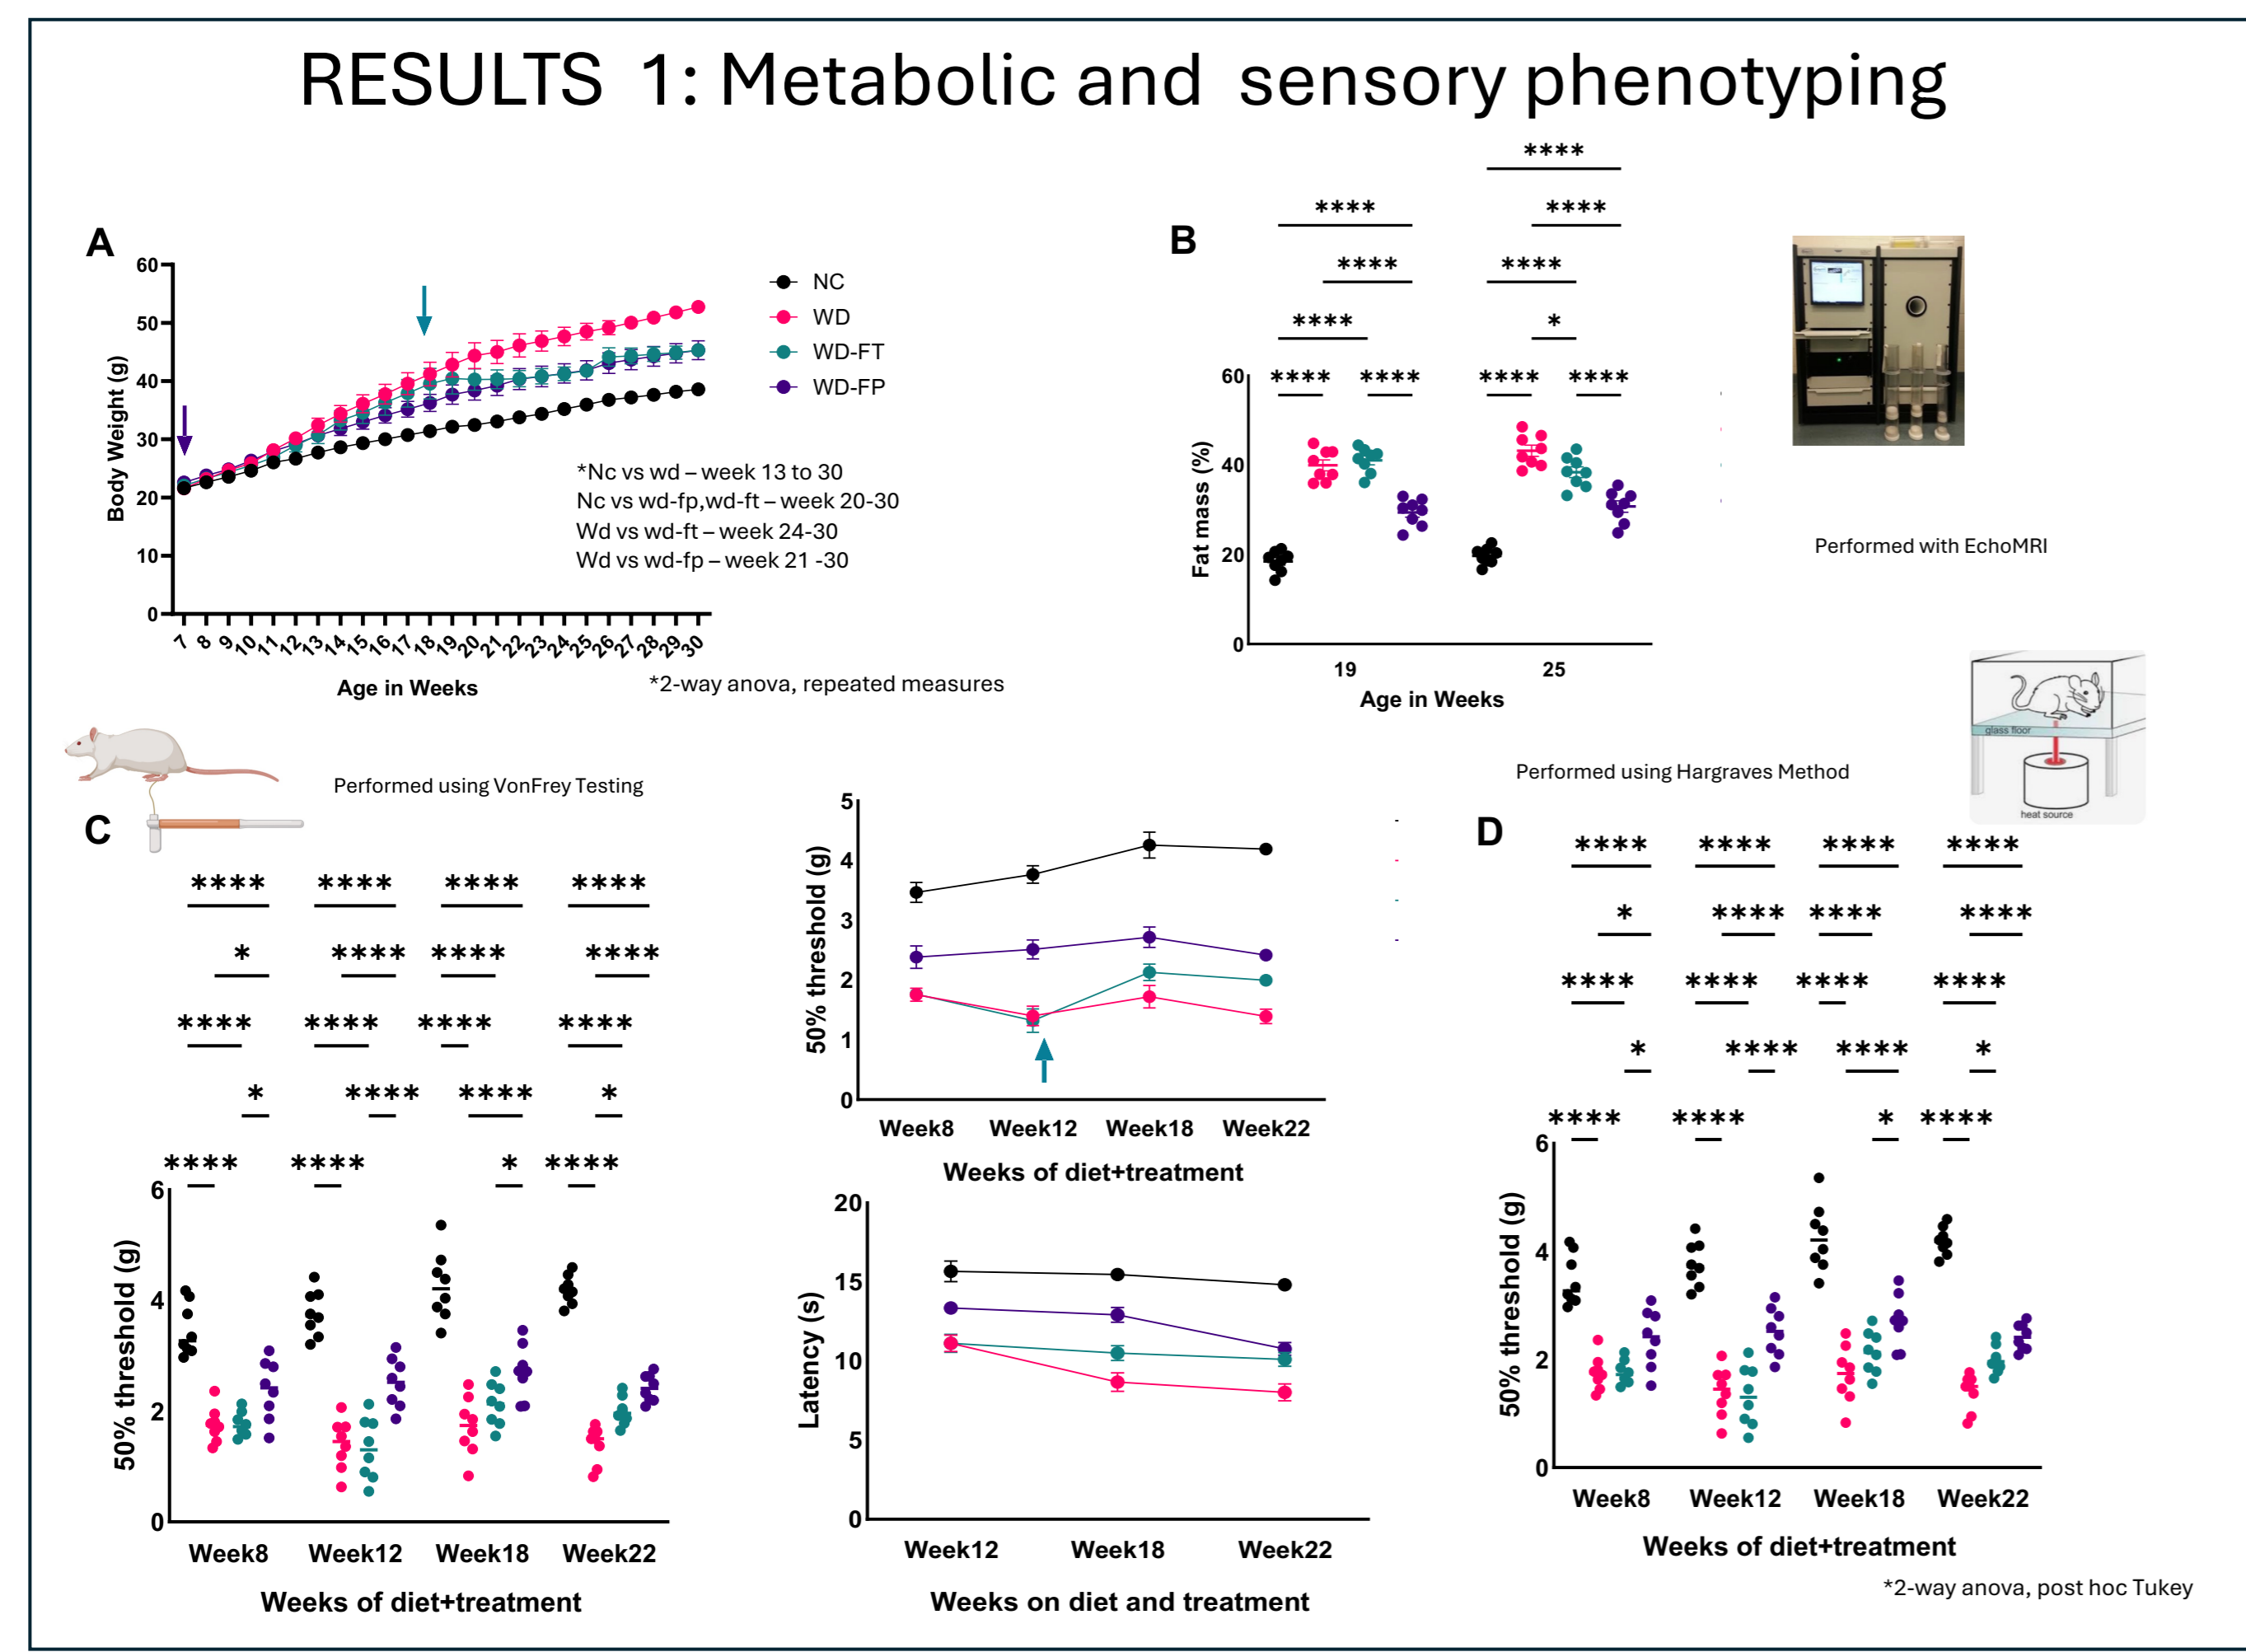 RESULTS 1: Metabolic and sensory phenotyping
A
60
50
40
30
20
10
0
Body Weight (g)
7 8 9 10 11 12 13 14 15 16 17 18 19 20 21 22 23 24 25 26 27 28 29 30
Age in Weeks
NC
WD
WD-FT
WD-FP
*Nc vs wd – week 13 to 30
Nc vs wd-fp,wd-ft – week 20-30
Wd vs wd-ft – week 24-30
Wd vs wd-fp – week 21 -30
*2-way anova, repeated measures
B
****
**** ****
**** ****
**** *
**** **** **** ****
60
40
20
0
Fat mass (%)
19 25
Age in Weeks
Performed with EchoMRI
Performed using VonFrey Testing
C
**** **** **** ****
* **** **** ****
**** **** **** ****
* **** **** *
**** **** * ****
6
4
2
0
50% threshold (g)
Week8 Week12 Week18 Week22
Weeks of diet+treatment
5
4
3
2
1
0
50% threshold (g)
Week8 Week12 Week18 Week22
Weeks of diet+treatment
20
15
10
5
0
Latency (s)
Week12 Week18 Week22
Weeks on diet and treatment
Performed using Hargraves Method
glass floor
heat source
D
**** **** **** ****
* **** **** ****
**** **** **** ****
* **** **** *
**** **** * ****
6
4
2
0
50% threshold (g)
Week8 Week12 Week18 Week22
Weeks of diet+treatment
*2-way anova, post hoc Tukey